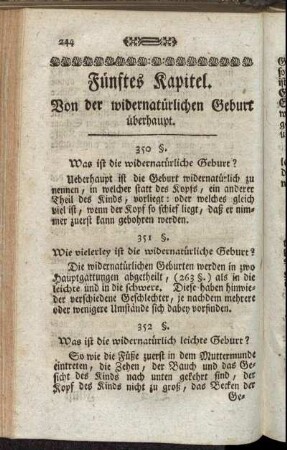 244
Fünftes Kapitel.
Von der widernatürlichen Geburt
überhaupt.
350 §.
Was ist die widernatürliche Geburt?
Ueberhaupt ist die Geburt widernatürlich zu
nennen, in welcher statt des Kopfs, ein anderer
Theil des Kinds, vorliegt: oder welches gleich
viel ist, wenn der Kopf so schief liegt, daß er nim-
mer zuerst kann gebohren werden.
351 §.
Wie vielerley ist die widernatürliche Geburt?
Die widernatürlichen Geburten werden in zwo
Hauptgattungen abgetheilt, (263 §.) als in die
leichte und in die schwere. Diese haben hinwie-
der verschiedene Geschlechter, je nachdem mehrere
oder wenigere Umstände sich dabey vorfinden.
352 §.
Was ist die widernatürlich leichte Geburt?
So wie die Füße zuerst in dem Muttermunde
eintreten, die Zehen, der Bauch und das Ge-
sicht des Kinds nach unten gekehrt sind, der
Kopf des Kinds nicht zu groß, das Becken der
Ge-